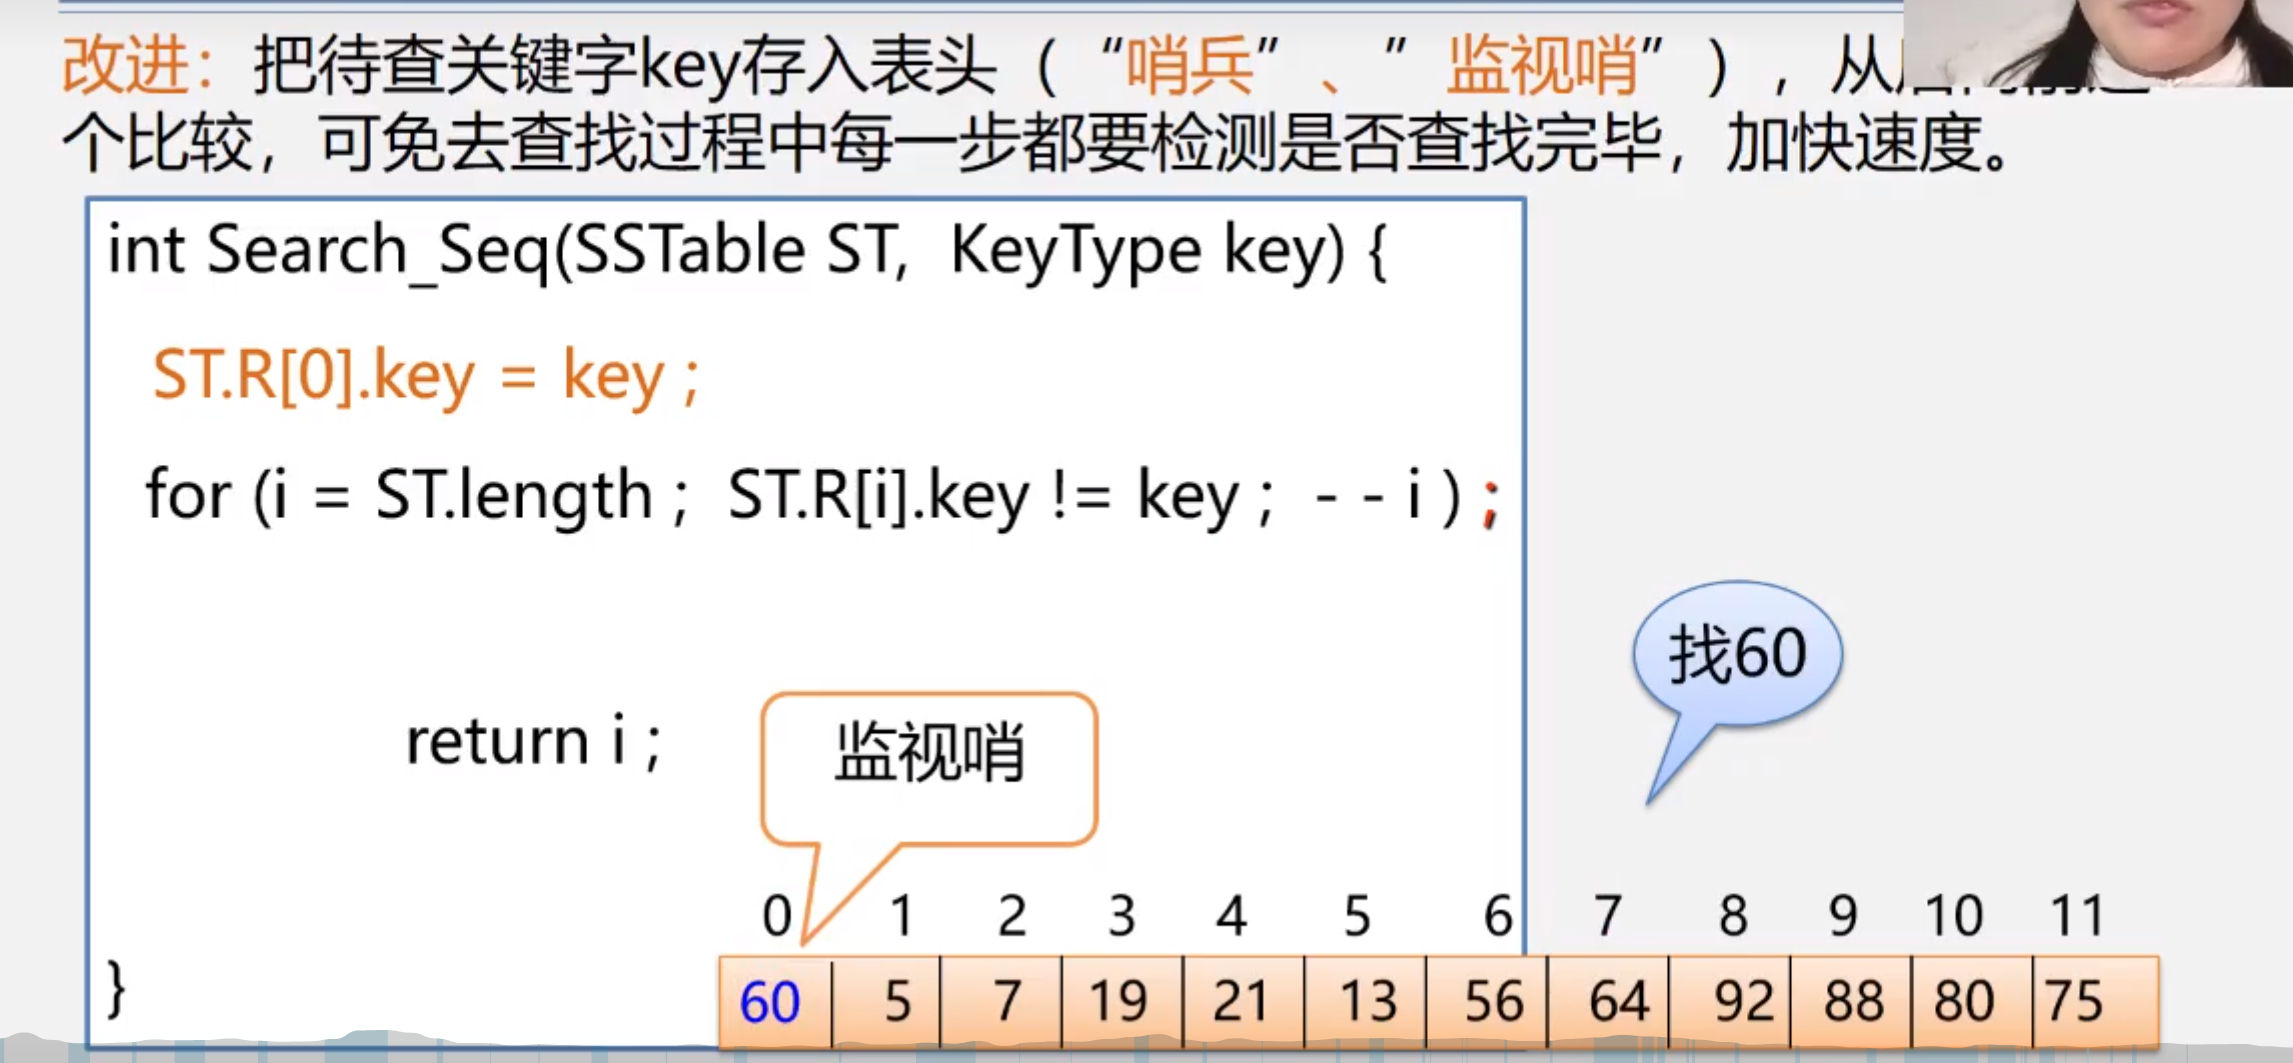 改进：把待查关键字key存入表头（“哨兵”、”监视哨”），从
个比较，可免去查找过程中每一步都要检测是否查找完毕，加快速度。
int Search_Seq(SSTable ST, KeyType key) {
ST.R[0].key = key ;
for (i = ST.length ; ST.R[i].key != key ; - - i ) ;
找60
return i ;
监视哨
0 1 2 3 4 5 6 7 8 9 10 11
60 5 7 19 21 13 56 64 92 88 80 75
}